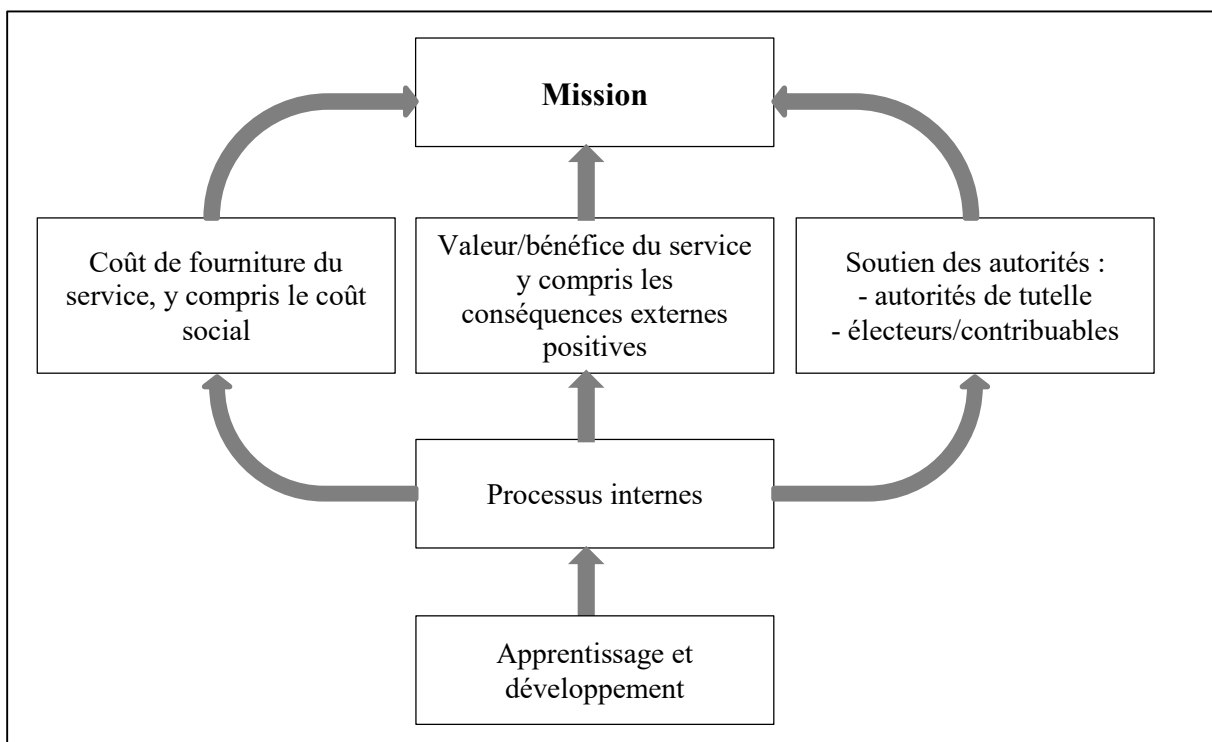 Mission
Coût de fourniture du
service, y compris le coût
social
Valeur/bénéfice du service
y compris les
conséquences externes
positives
Soutien des autorités :
- autorités de tutelle
- électeurs/contribuables
Processus internes
Apprentissage et
développement